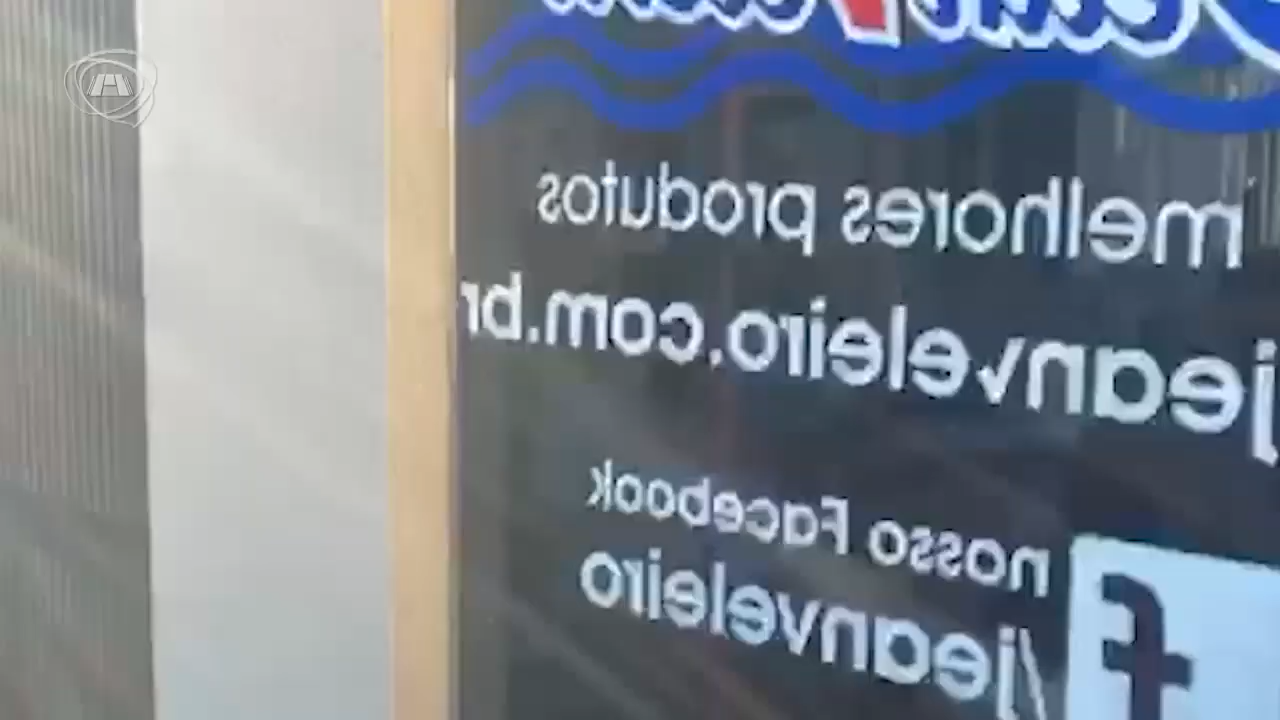 melhores produtos
jeanveleiro.com.br
nosso Facebook
/jeanveleiro
f